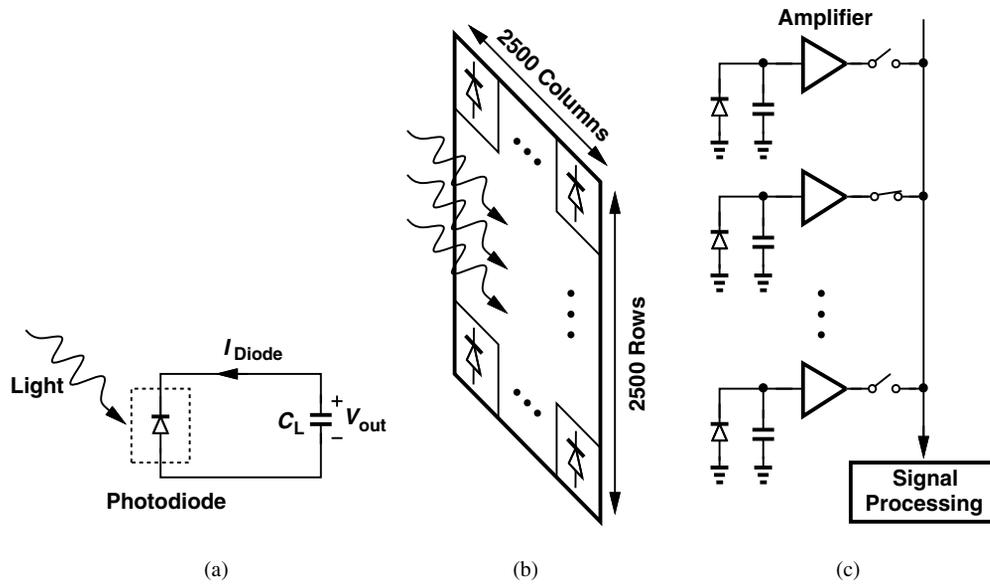 Light
I Diode
C L
+
V out
−
Photodiode
(a)
2500 Columns
2500 Rows
(b)
Amplifier
Signal
Processing
(c)